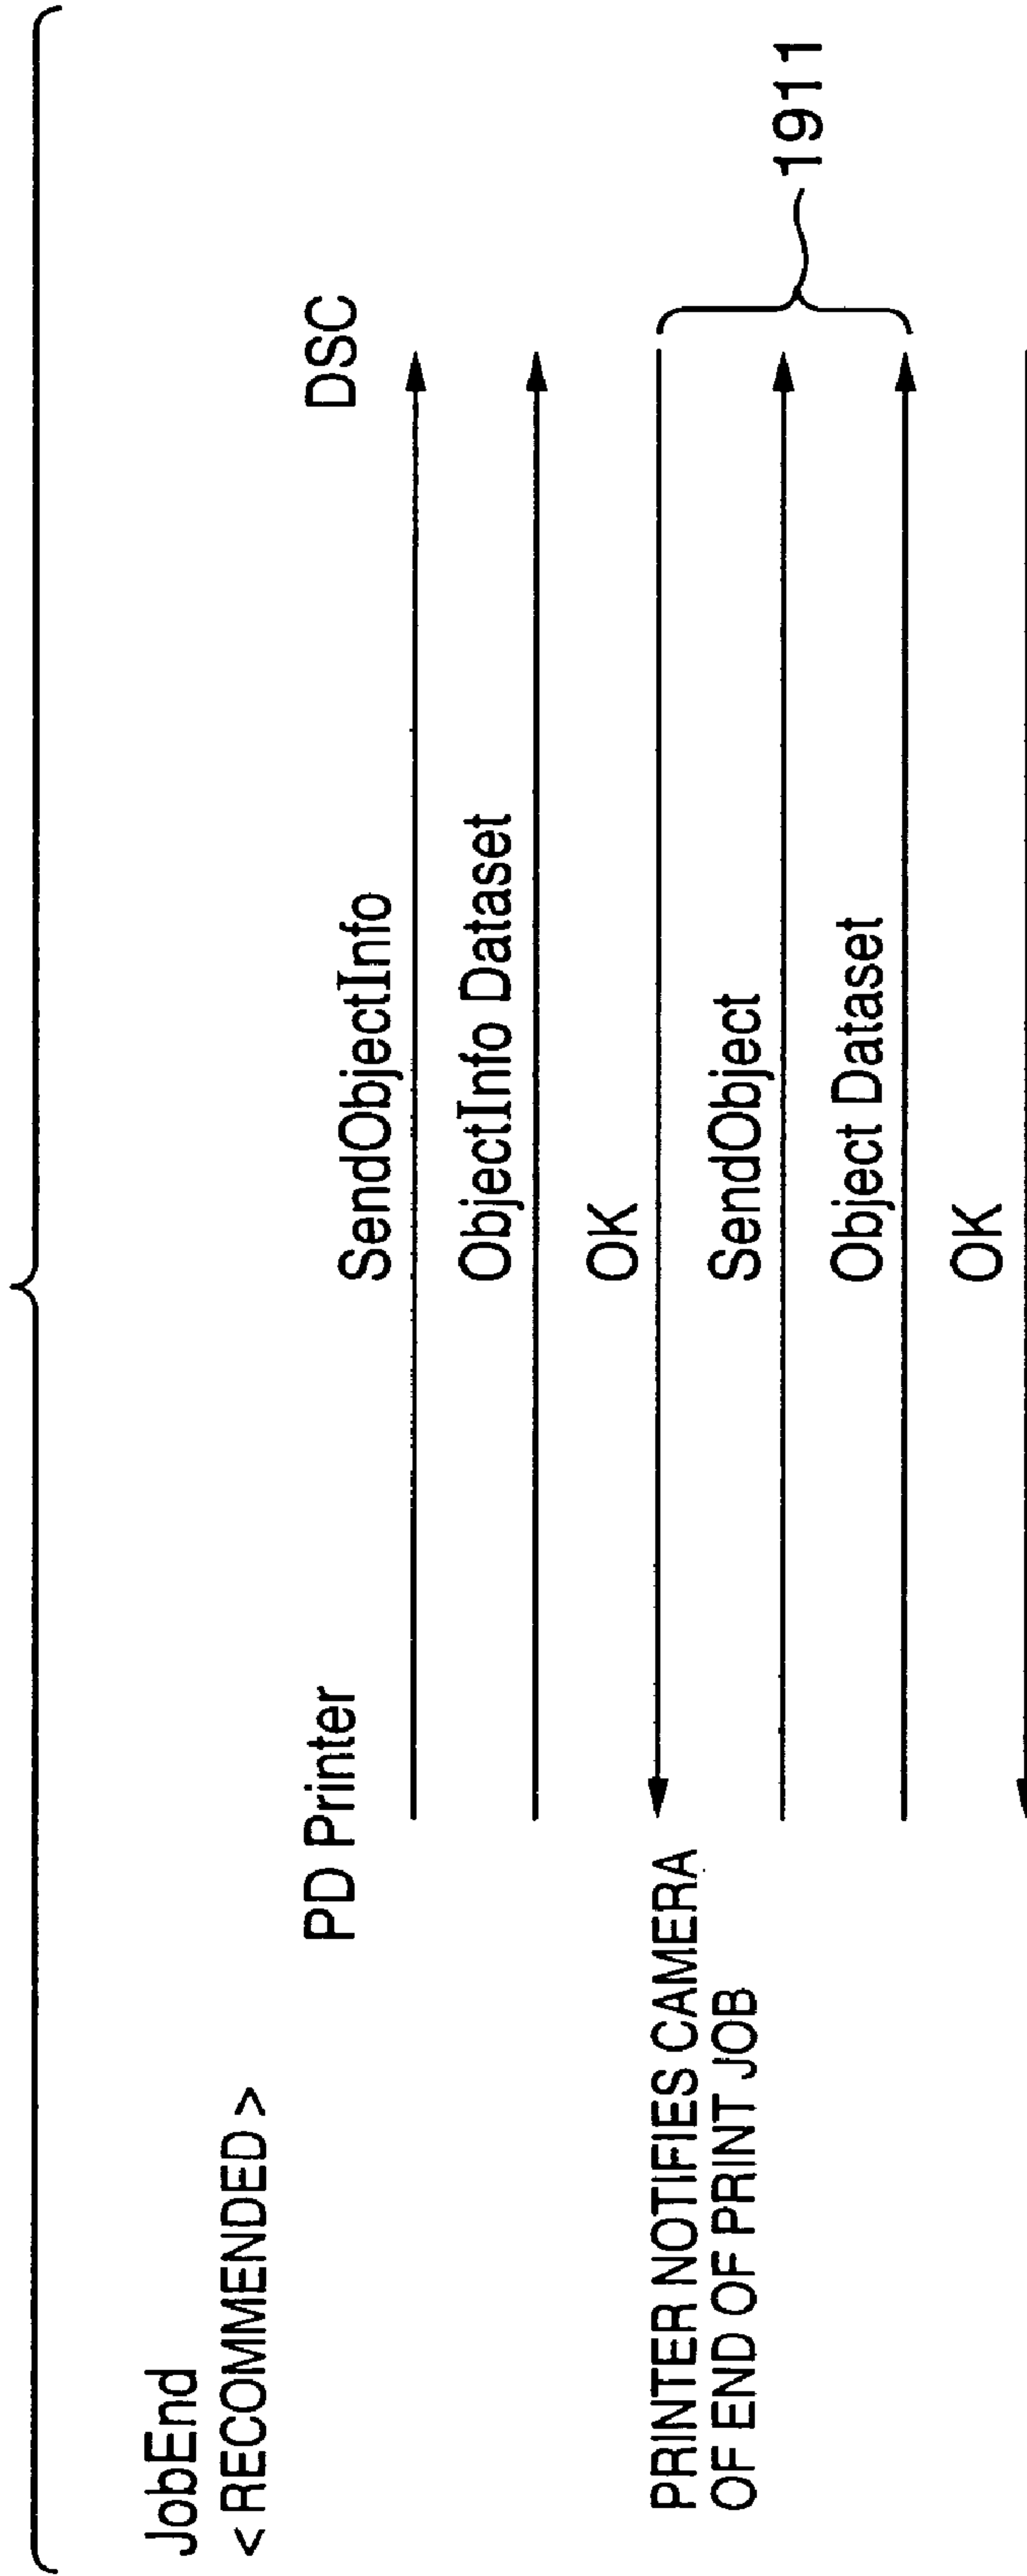 JobEnd
< RECOMMENDED >
PD Printer
DSC
SendObjectInfo
ObjectInfo Dataset
OK
PRINTER NOTIFIES CAMERA
OF END OF PRINT JOB
SendObject
1911
Object Dataset
OK